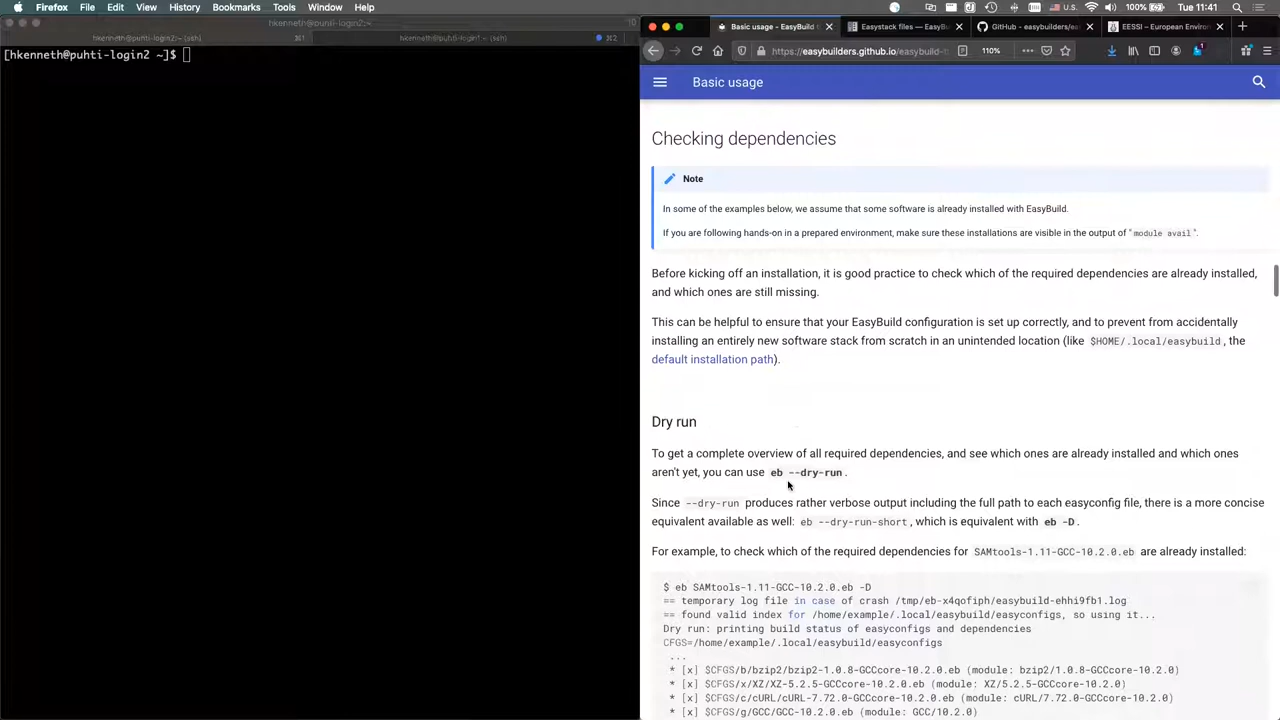 Firefox File Edit View History Bookmarks Tools Window Help 100% Tue 11:41
hkenneth@puhti-login2:~
hkenneth@puhti-login2:~ (ssh) ⌘1 hkenneth@puhti-login1:~ (ssh) ⌘2
[hkenneth@puhti-login2 ~]$
Basic usage - EasyBuild t Easystack files — EasyBu GitHub - easybuilders/eas EESSI – European Environ
https://easybuilders.github.io/easybuild-t 110%
Basic usage
Checking dependencies
Note
In some of the examples below, we assume that some software is already installed with EasyBuild.
If you are following hands-on in a prepared environment, make sure these installations are visible in the output of "module avail".
Before kicking off an installation, it is good practice to check which of the required dependencies are already installed,
and which ones are still missing.
This can be helpful to ensure that your EasyBuild configuration is set up correctly, and to prevent from accidentally
installing an entirely new software stack from scratch in an unintended location (like $HOME/.local/easybuild, the
default installation path).
Dry run
To get a complete overview of all required dependencies, and see which ones are already installed and which ones
aren't yet, you can use eb --dry-run.
Since --dry-run produces rather verbose output including the full path to each easyconfig file, there is a more concise
equivalent available as well: eb --dry-run-short, which is equivalent with eb -D.
For example, to check which of the required dependencies for SAMtools-1.11-GCC-10.2.0.eb are already installed:
$ eb SAMtools-1.11-GCC-10.2.0.eb -D
== temporary log file in case of crash /tmp/eb-x4qofiph/easybuild-ehhi9fb1.log
== found valid index for /home/example/.local/easybuild/easyconfigs, so using it...
Dry run: printing build status of easyconfigs and dependencies
CFGS=/home/example/.local/easybuild/easyconfigs
...
* [x] $CFGS/b/bzip2/bzip2-1.0.8-GCCcore-10.2.0.eb (module: bzip2/1.0.8-GCCcore-10.2.0)
* [x] $CFGS/x/XZ/XZ-5.2.5-GCCcore-10.2.0.eb (module: XZ/5.2.5-GCCcore-10.2.0)
* [x] $CFGS/c/cURL/cURL-7.72.0-GCCcore-10.2.0.eb (module: cURL/7.72.0-GCCcore-10.2.0)
* [x] $CFGS/g/GCC/GCC-10.2.0.eb (module: GCC/10.2.0)